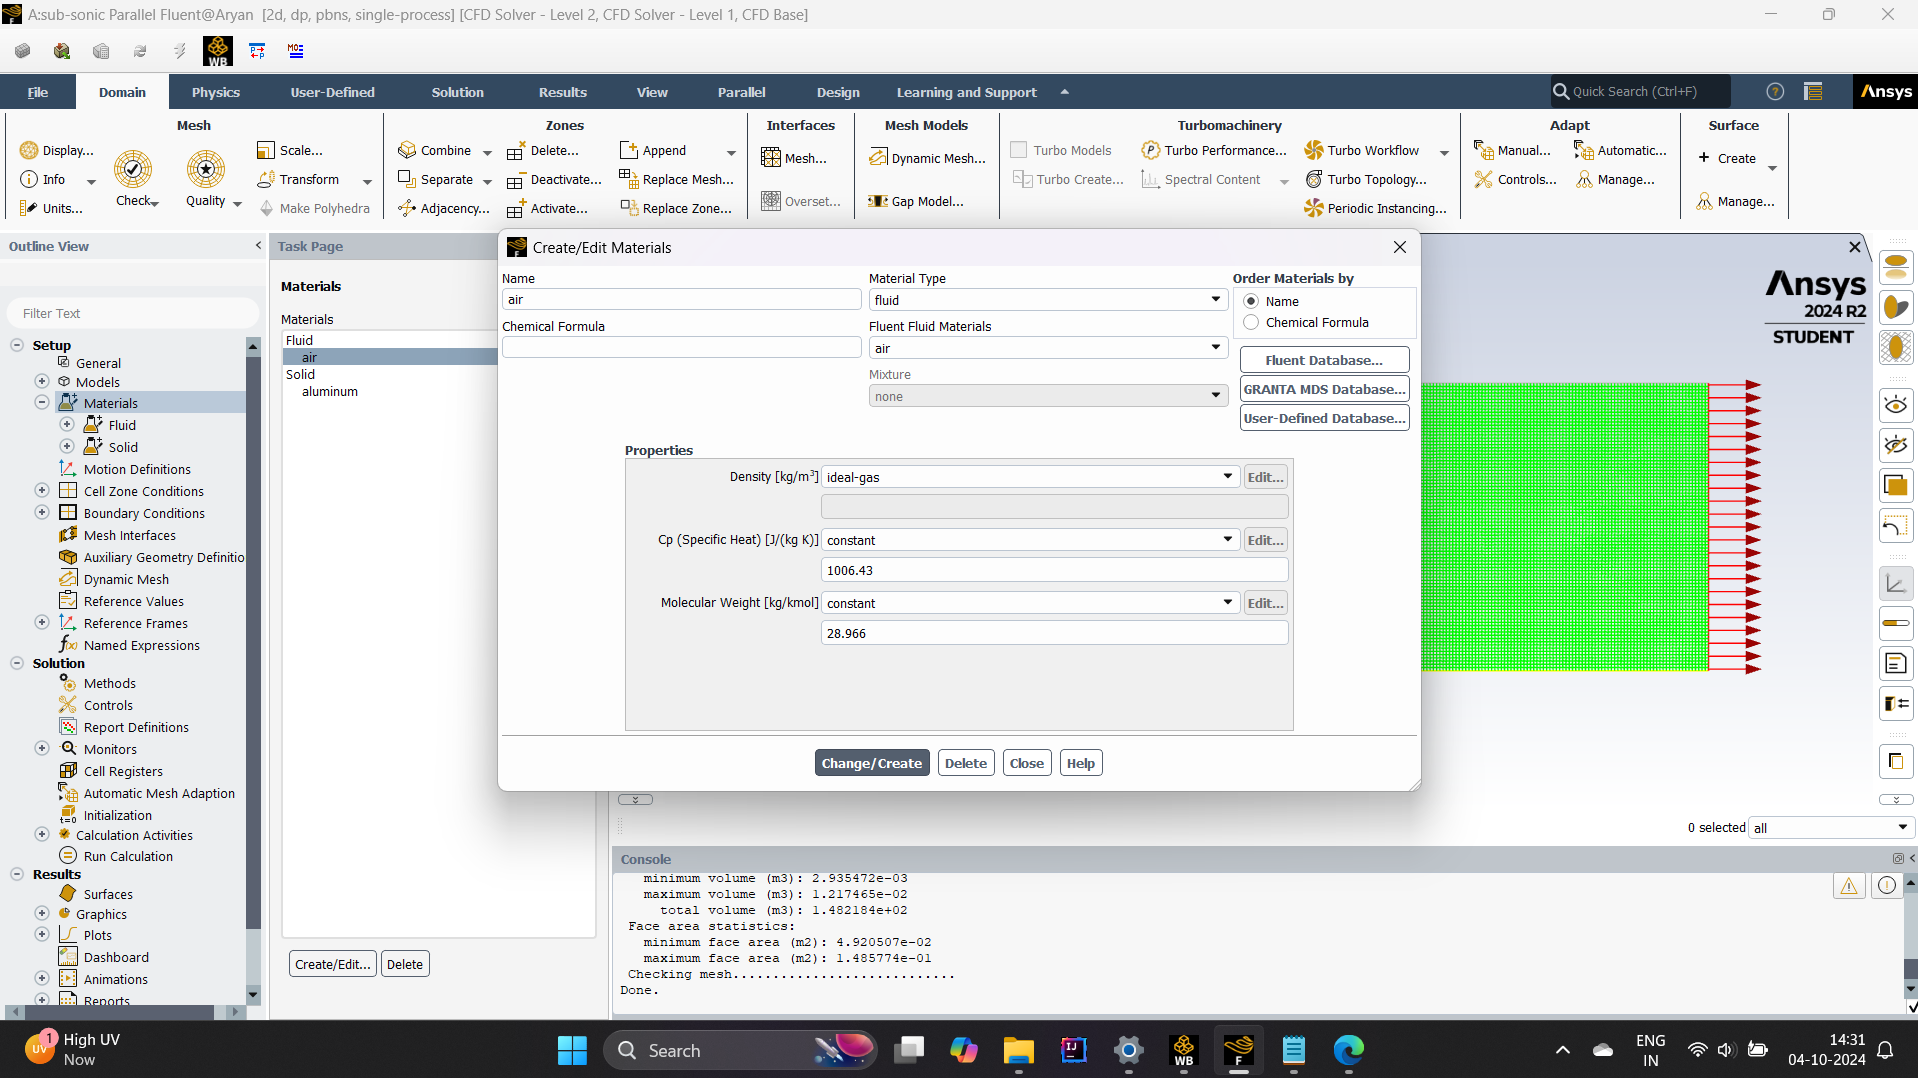 A:sub-sonic Parallel Fluent@Aryan [2d, dp, pbns, single-process] [CFD Solver - Level 2, CFD Solver - Level 1, CFD Base]
WB
File Domain Physics User-Defined Solution Results View Parallel Design Learning and Support Quick Search (Ctrl+F) Ansys
Mesh Zones Interfaces Mesh Models Turbomachinery Adapt Surface
Display... Scale... Combine Delete... Append Mesh... Dynamic Mesh... Turbo Models Turbo Performance... Turbo Workflow Manual... Automatic... Create
Info Transform Separate Deactivate... Replace Mesh... Turbo Create... Spectral Content Turbo Topology... Controls... Manage...
Check Quality Overset... Gap Model... Manage...
Units... Make Polyhedra Adjacency... Activate... Replace Zone... Periodic Instancing...
Outline View
Filter Text
Setup
General
Models
Materials
Fluid
Solid
Motion Definitions
Cell Zone Conditions
Boundary Conditions
Mesh Interfaces
Auxiliary Geometry Definitio
Dynamic Mesh
Reference Values
Reference Frames
Named Expressions
Solution
Methods
Controls
Report Definitions
Monitors
Cell Registers
Automatic Mesh Adaption
Initialization
Calculation Activities
Run Calculation
Results
Surfaces
Graphics
Plots
Dashboard
Animations
Reports
Task Page
Materials
Materials
Fluid
air
Solid
aluminum
Create/Edit... Delete
Create/Edit Materials
Name Material Type Order Materials by
air fluid Name
Chemical Formula Fluent Fluid Materials Chemical Formula
air Fluent Database...
Mixture
none GRANTA MDS Database...
User-Defined Database...
Properties
Density [kg/m³] ideal-gas Edit...
Cp (Specific Heat) [J/(kg K)] constant Edit...
1006.43
Molecular Weight [kg/kmol] constant Edit...
28.966
Change/Create Delete Close Help
Ansys
2024 R2
STUDENT
0 selected all
Console
minimum volume (m3): 2.935472e-03
maximum volume (m3): 1.217465e-02
total volume (m3): 1.482184e+02
Face area statistics:
minimum face area (m2): 4.920507e-02
maximum face area (m2): 1.485774e-01
Checking mesh............................
Done.
1
UV High UV
Now
Search
IJ
WB
F
ENG
IN
14:31
04-10-2024